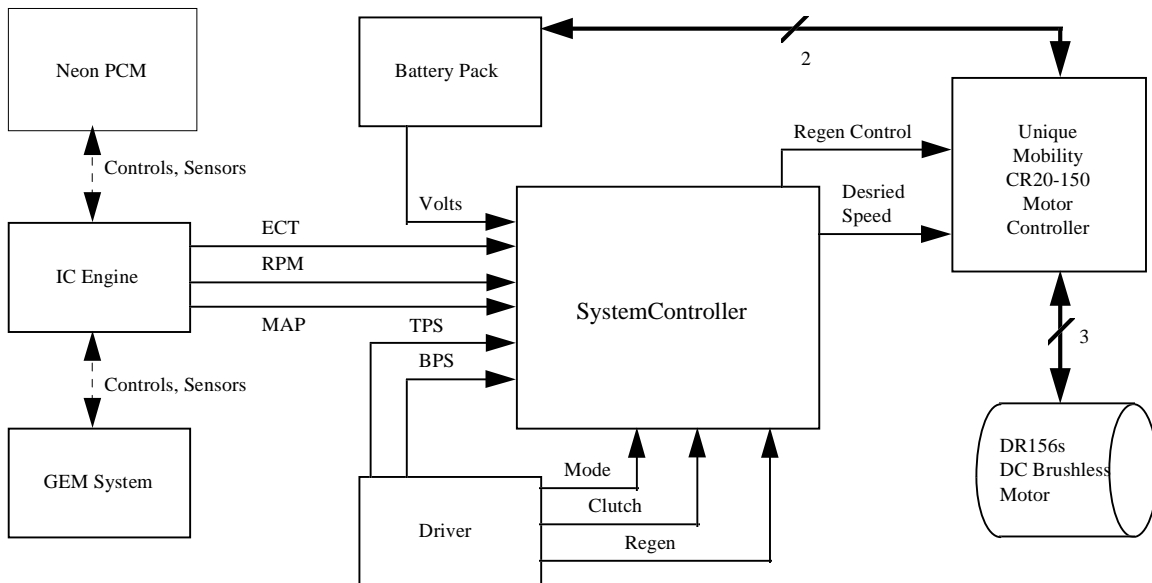 Neon PCM
Battery Pack
2
Unique
Mobility
CR20-150
Motor
Controller
Regen Control
Controls, Sensors
Volts
Desried
Speed
ECT
IC Engine
RPM
SystemController
MAP
TPS
3
BPS
Controls, Sensors
GEM System
DR156s
DC Brushless
Motor
Mode
Clutch
Driver
Regen